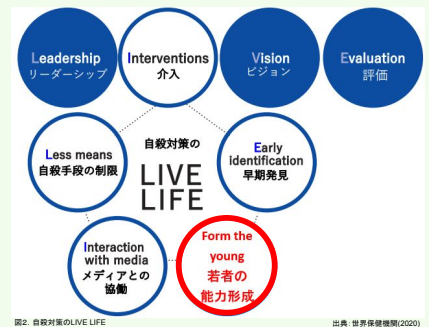 Leadership
リーダーシップ
Interventions
介入
Vision
ビジョン
Evaluation
評価
Less means
自殺手段の制限
自殺対策の
LIVE
LIFE
Early
identification
早期発見
Interaction
with media
メディアとの
協働
Form the
young
若者の
能力形成
図2. 自殺対策のLIVE LIFE
出典: 世界保健機関(2020)